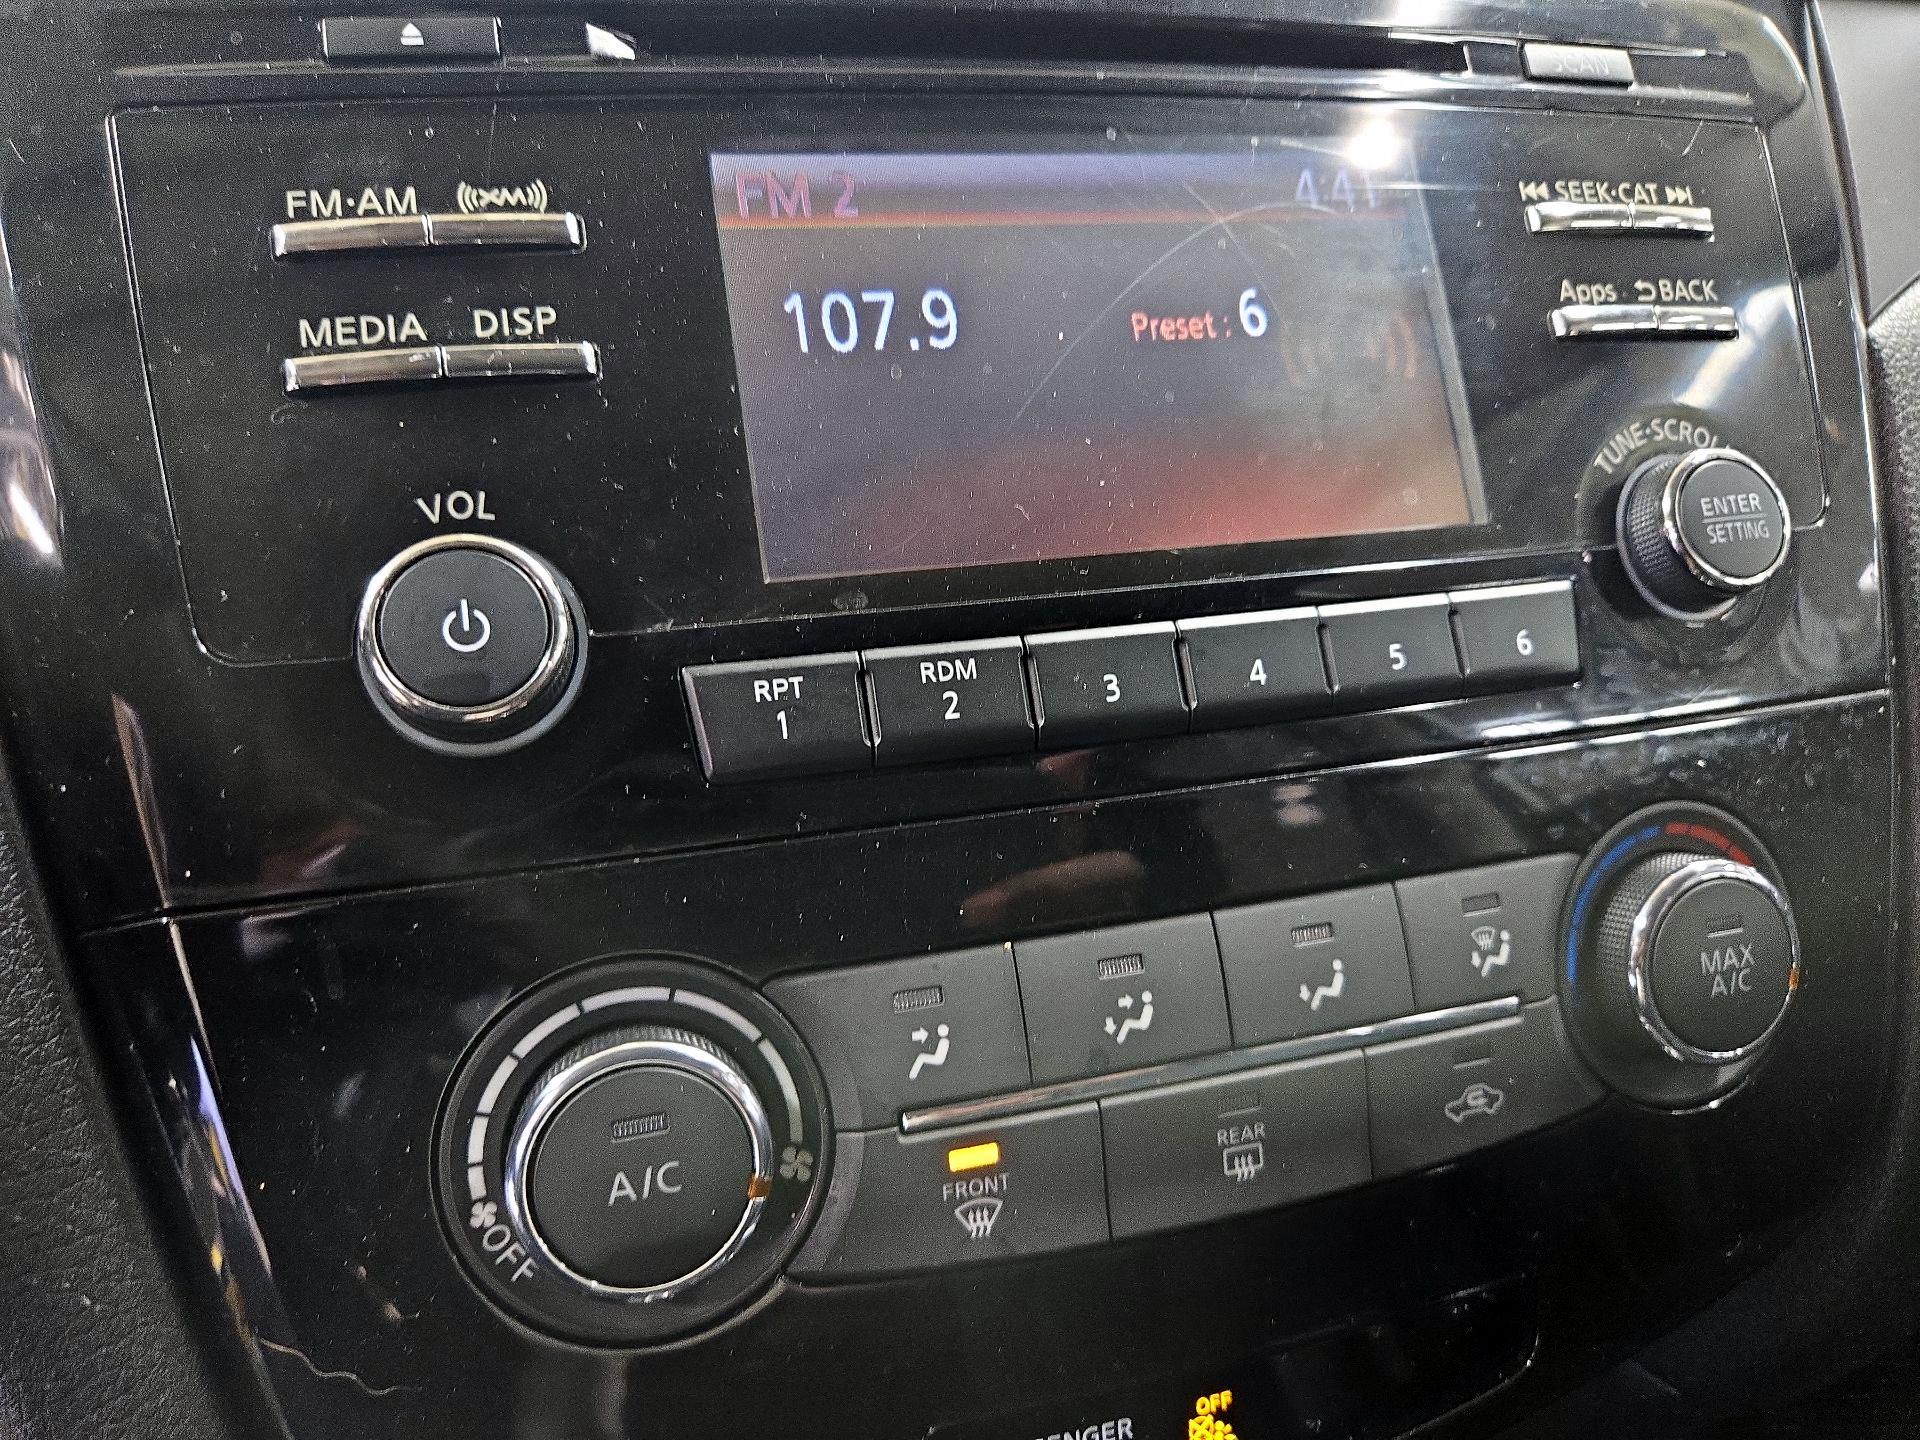 SCAN
FM·AM XM
FM 2 4:41
SEEK·CAT
MEDIA DISP
107.9 Preset: 6
Apps BACK
VOL
TUNE·SCROLL
ENTER
SETTING
RPT
1
RDM
2
3
4
5
6
MAX
A/C
A/C
OFF
FRONT
REAR
OFF